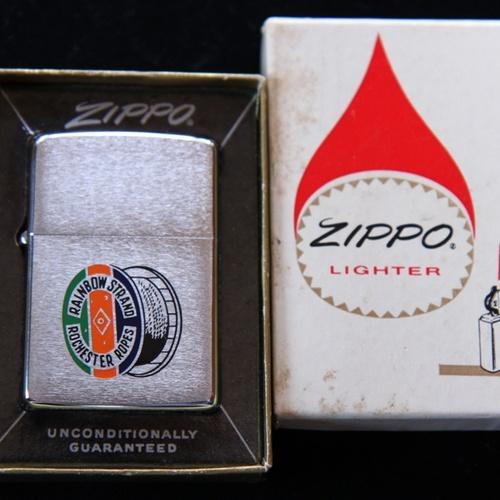 ZIPPO
RAINBOW STRAND
ROCHESTER ROPES
UNCONDITIONALLY
GUARANTEED
ZIPPO
LIGHTER